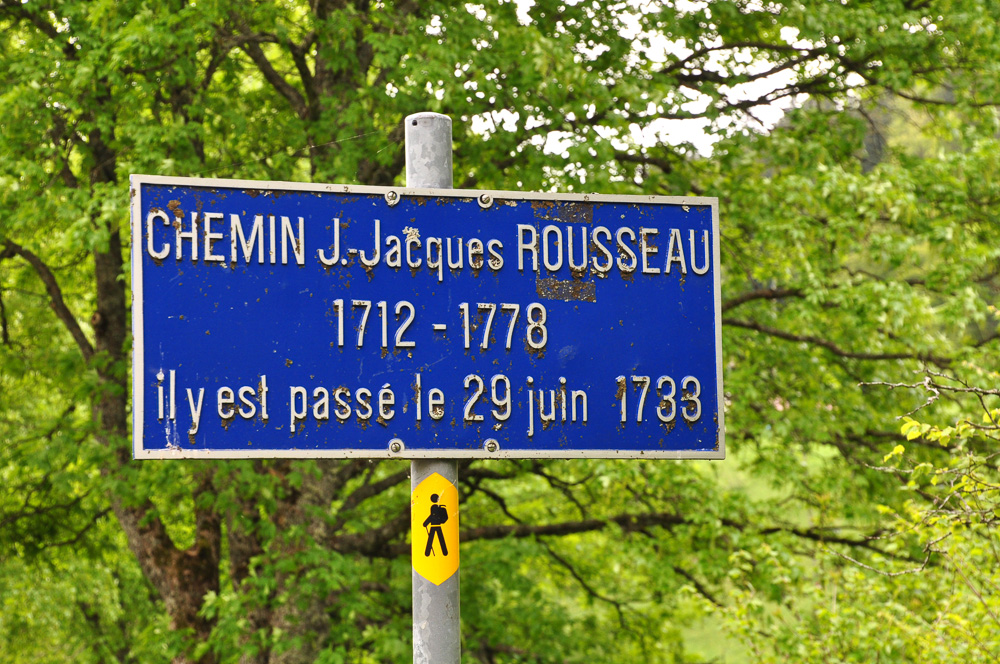 CHEMIN J.-Jacques ROUSSEAU
1712 - 1778
il y est passé le 29 juin 1733